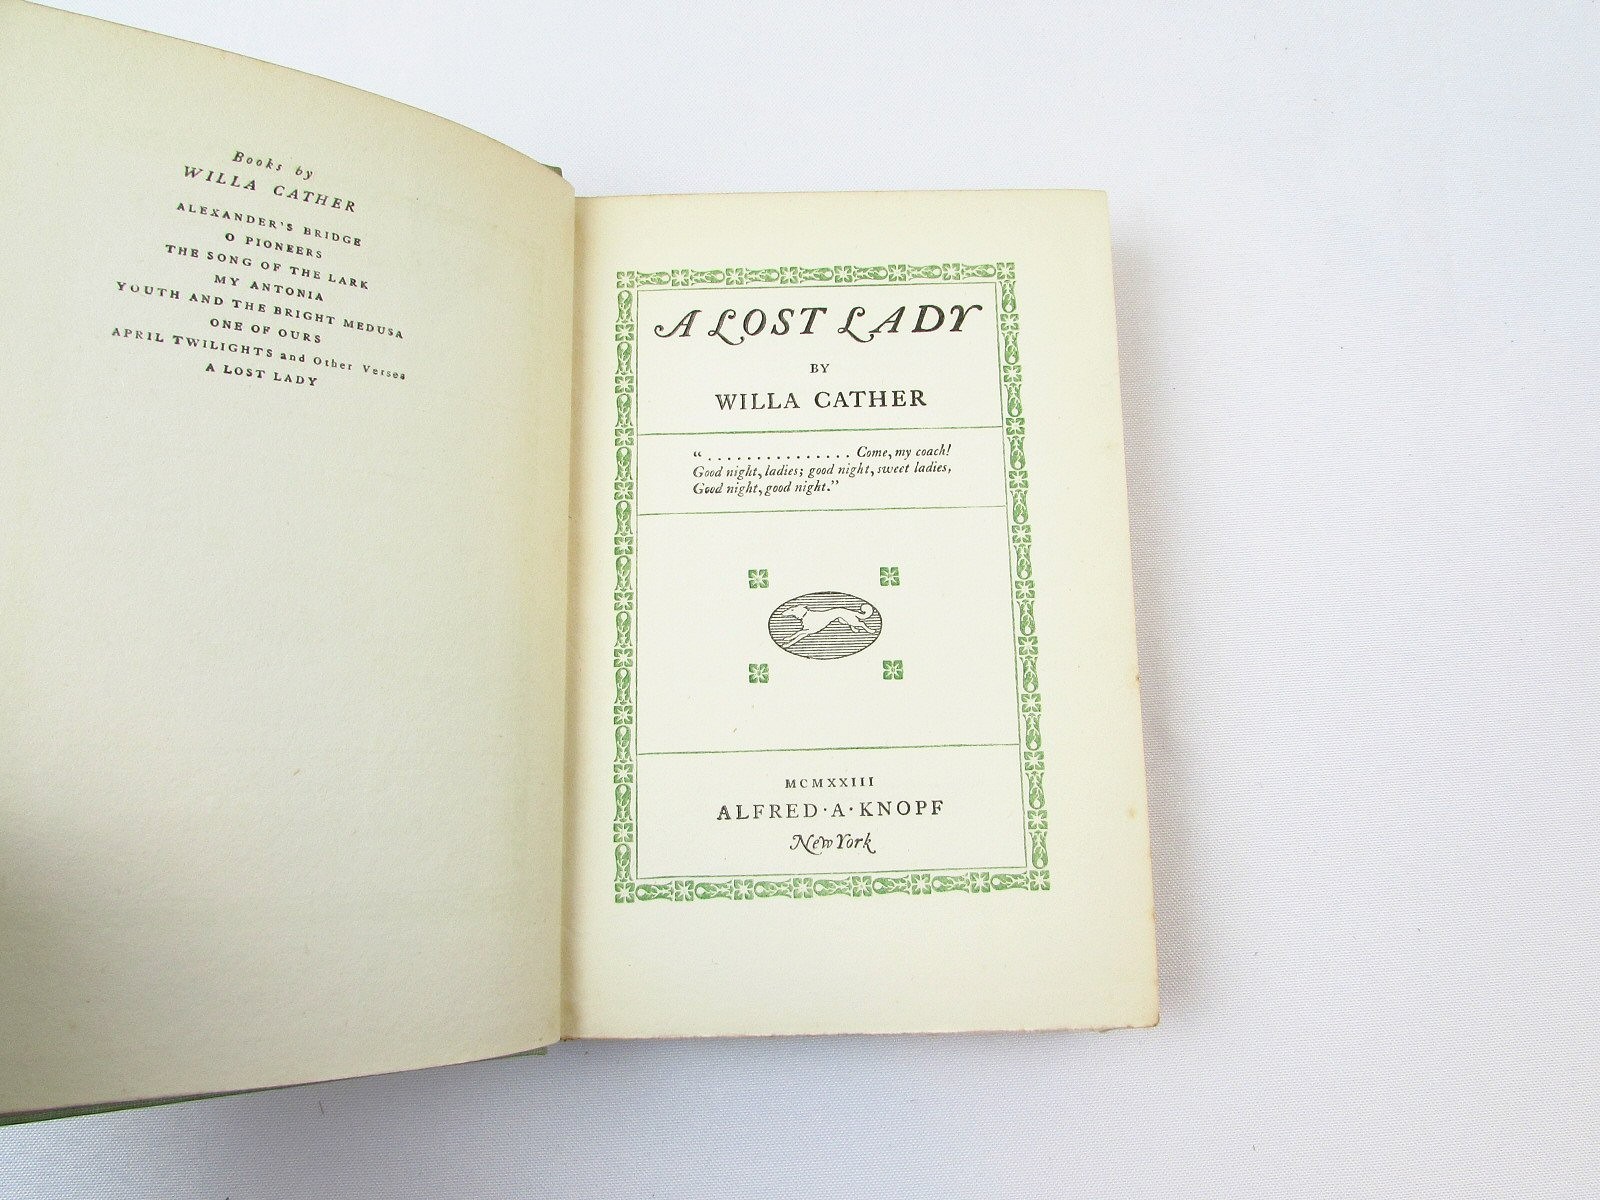 Books by
WILLA CATHER
ALEXANDER'S BRIDGE
O PIONEERS
THE SONG OF THE LARK
MY ANTONIA
YOUTH AND THE BRIGHT MEDUSA
ONE OF OURS
APRIL TWILIGHTS and Other Verses
A LOST LADY
A LOST LADY
BY
WILLA CATHER
“ . . . . . . . . . . . . . . . Come, my coach!
Good night, ladies; good night, sweet ladies,
Good night, good night.”
MCMXXIII
ALFRED·A·KNOPF
New York